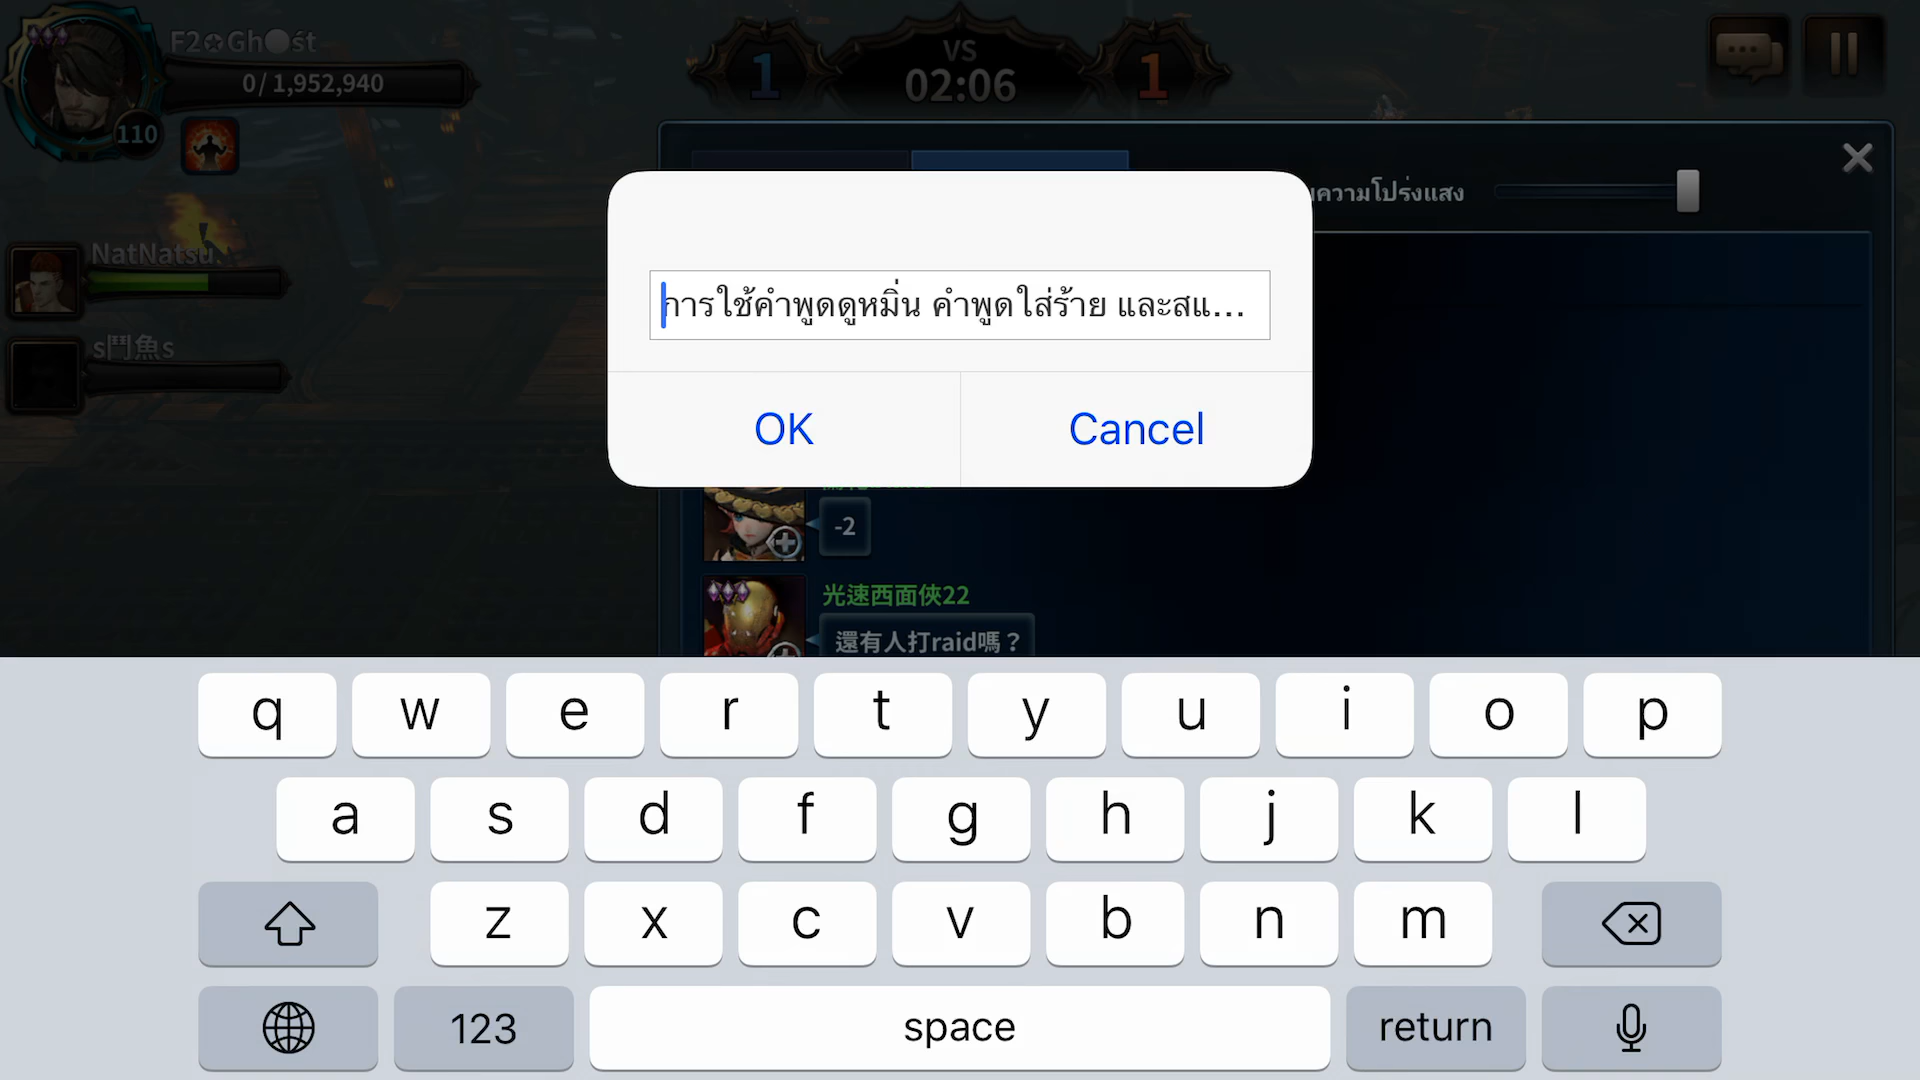 F2✪Gh●śt
0/1,952,940
110
1
VS
02:06
1
ความโปร่งแสง
NatNatsu.
s鬥魚s
การใช้คำพูดดูหมิ่น คำพูดใส่ร้าย และสแ...
OK
Cancel
-2
光速西面俠22
還有人打raid嗎？
q w e r t y u i o p
a s d f g h j k l
z x c v b n m
123
space
return